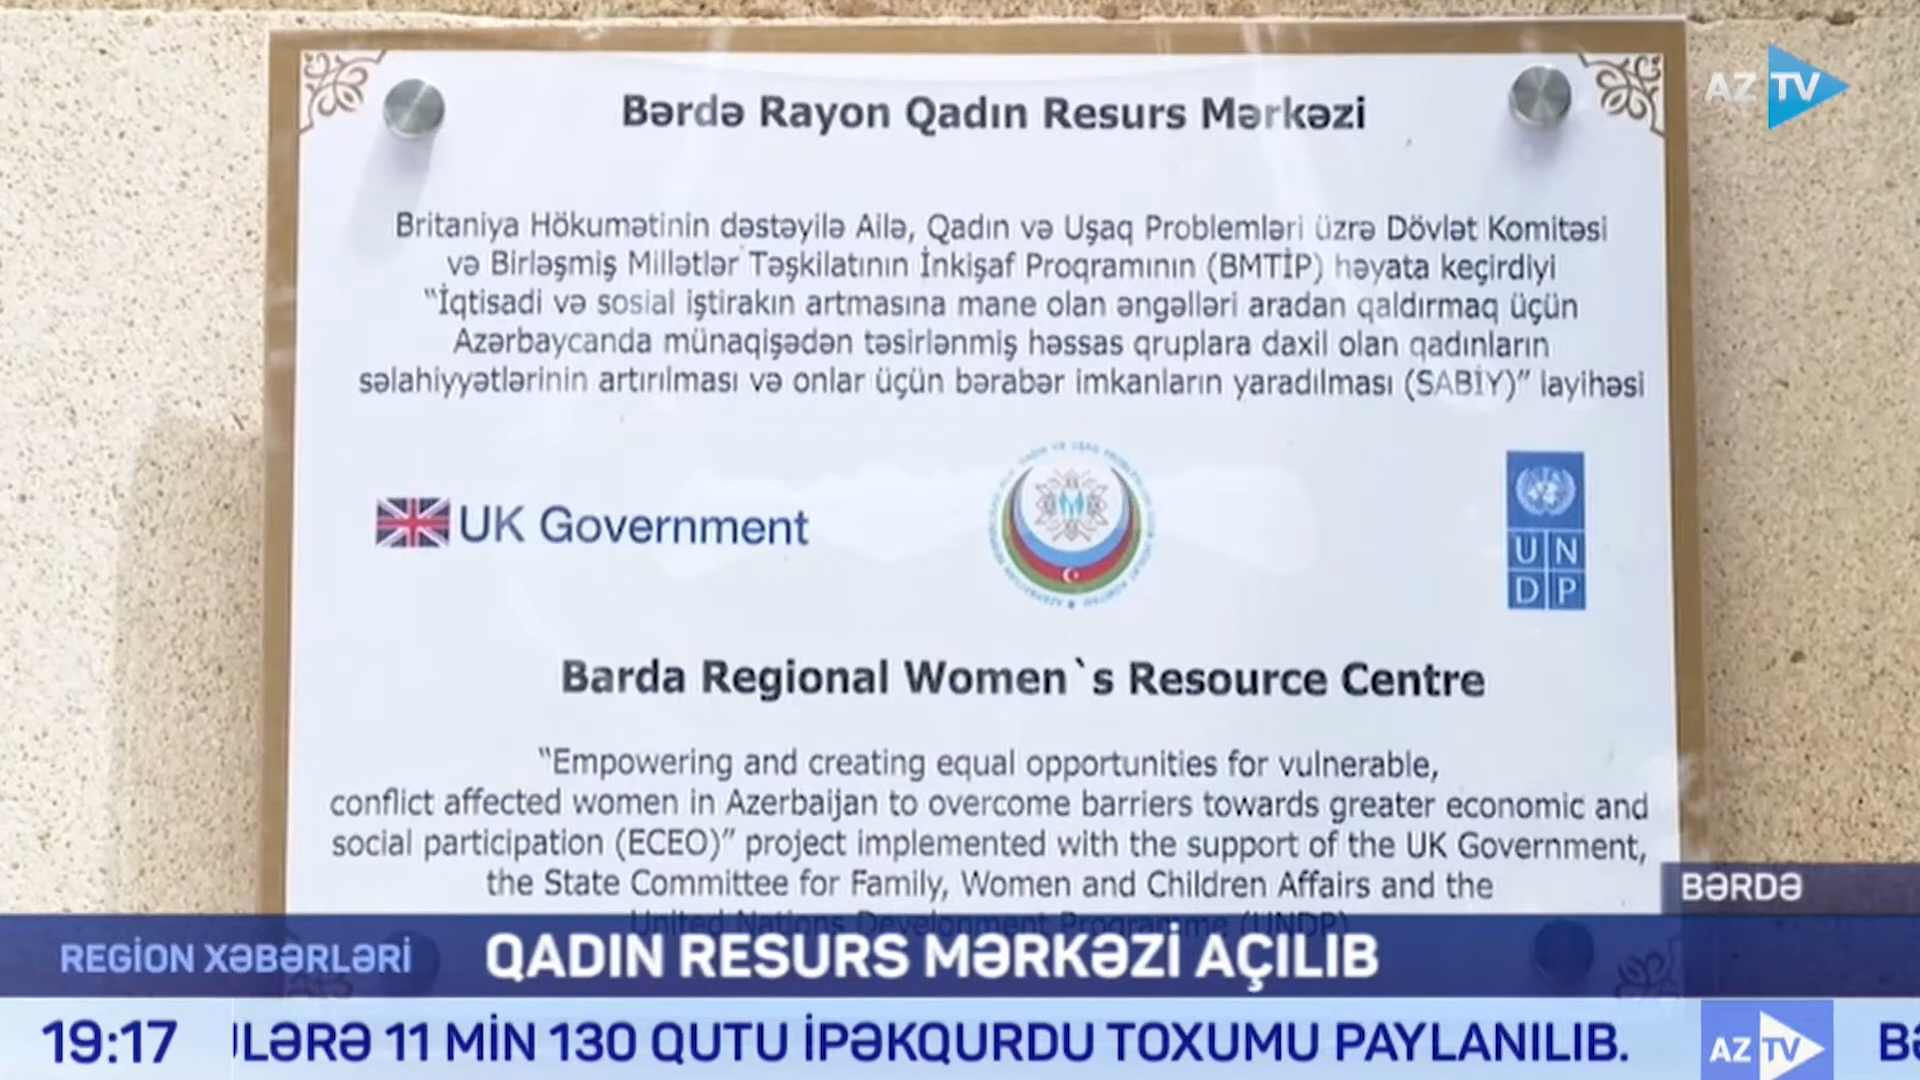 AZ TV
Bərdə Rayon Qadın Resurs Mərkəzi
Britaniya Hökumətinin dəstəyilə Ailə, Qadın və Uşaq Problemləri üzrə Dövlət Komitəsi
və Birləşmiş Millətlər Təşkilatının İnkişaf Proqramının (BMTİP) həyata keçirdiyi
“İqtisadi və sosial iştirakın artmasına mane olan əngəlləri aradan qaldırmaq üçün
Azərbaycanda münaqişədən təsirlənmiş həssas qruplara daxil olan qadınların
səlahiyyətlərinin artırılması və onlar üçün bərabər imkanların yaradılması (SABİY)” layihəsi
UK Government
U N
D P
Barda Regional Women`s Resource Centre
“Empowering and creating equal opportunities for vulnerable,
conflict affected women in Azerbaijan to overcome barriers towards greater economic and
social participation (ECEO)” project implemented with the support of the UK Government,
the State Committee for Family, Women and Children Affairs and the
United Nations Development Programme (UNDP)
BƏRDƏ
REGİON XƏBƏRLƏRİ
QADIN RESURS MƏRKƏZİ AÇILIB
19:17
LƏRƏ 11 MİN 130 QUTU İPƏKQURDU TOXUMU PAYLANILIB.
AZ TV
BƏ